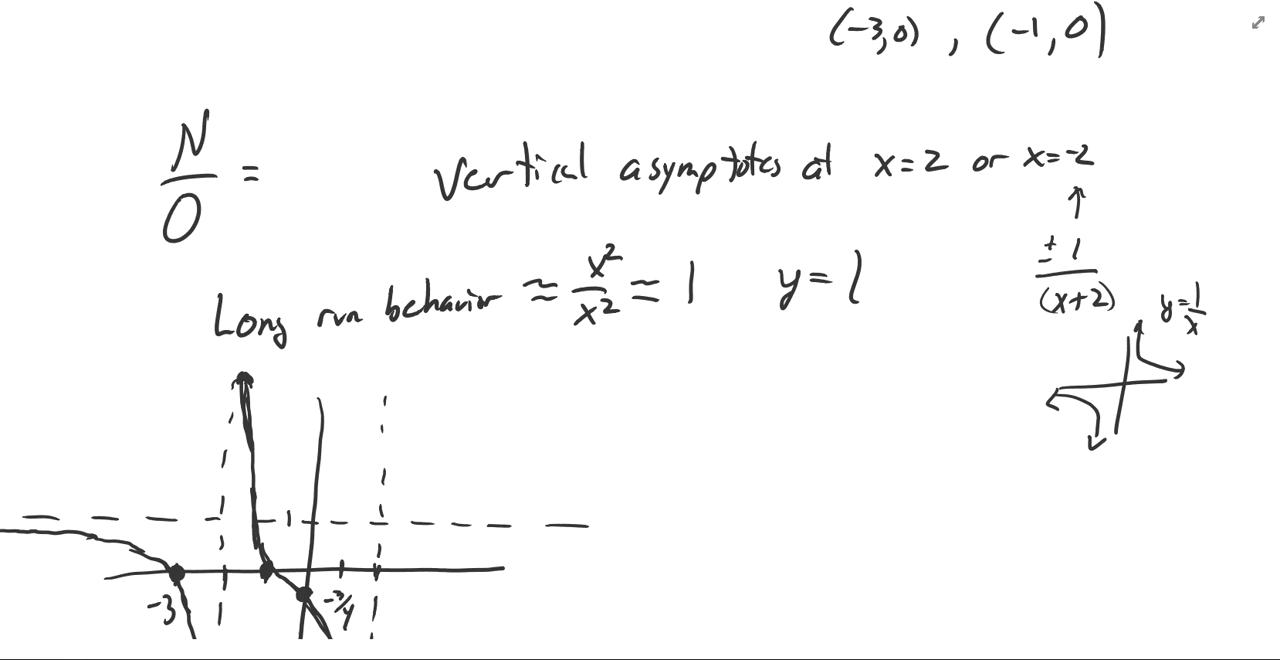 (-3,0) , (-1,0)
N/0 =
Vertical asymptotes at x=2 or x=-2
± 1/(x+2)
Long run behavior ≈ x²/x² = 1 y=1
y=1/x
-3
-3/4